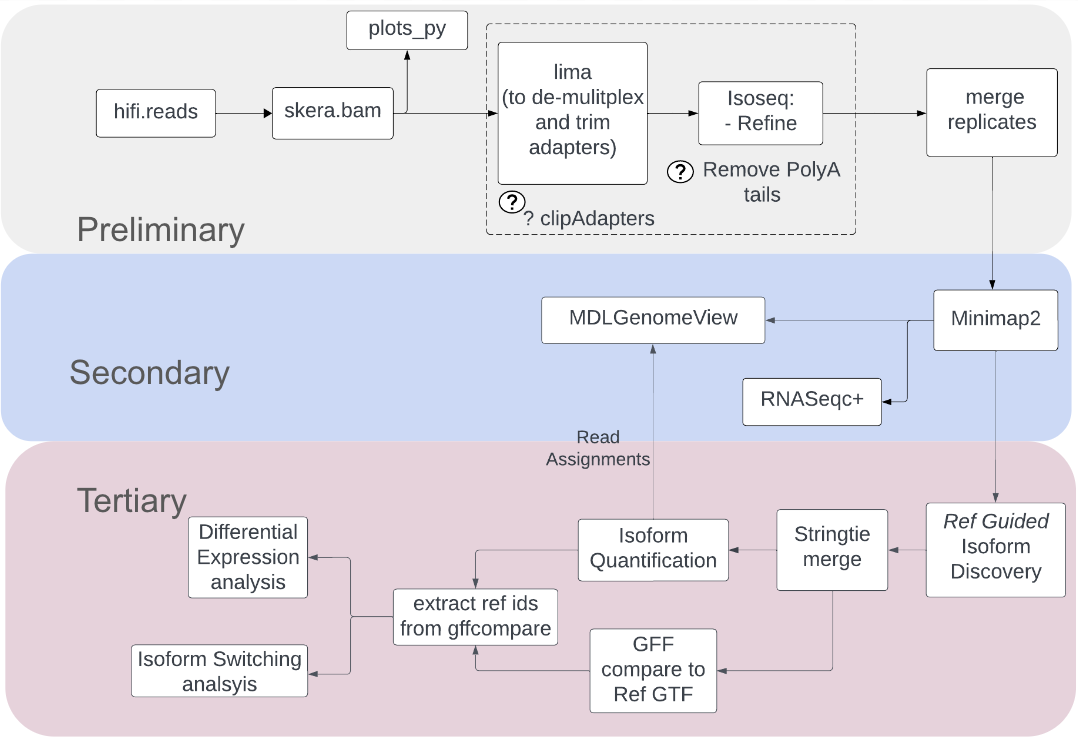 plots_py
hifi.reads
skera.bam
lima
(to de-mulitplex
and trim
adapters)
Isoseq:
- Refine
merge
replicates
?
Remove PolyA
tails
?
? clipAdapters
Preliminary
MDLGenomeView
Minimap2
Secondary
RNASeqc+
Read
Assignments
Tertiary
Differential
Expression
analysis
Isoform
Quantification
Stringtie
merge
Ref Guided
Isoform
Discovery
extract ref ids
from gffcompare
Isoform Switching
analsyis
GFF
compare to
Ref GTF